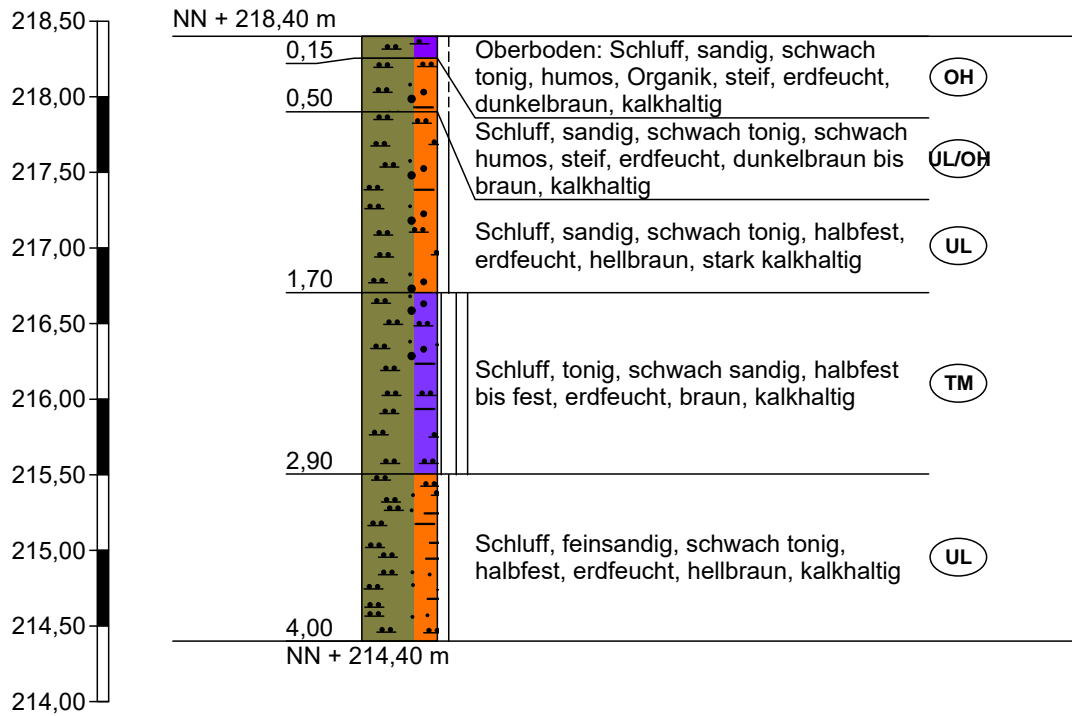 218,50
218,00
217,50
217,00
216,50
216,00
215,50
215,00
214,50
214,00
NN + 218,40 m
0,15
Oberboden: Schluff, sandig, schwach
tonig, humos, Organik, steif, erdfeucht,
dunkelbraun, kalkhaltig
OH
0,50
Schluff, sandig, schwach tonig, schwach
humos, steif, erdfeucht, dunkelbraun bis
braun, kalkhaltig
UL/OH
1,70
Schluff, sandig, schwach tonig, halbfest,
erdfeucht, hellbraun, stark kalkhaltig
UL
2,90
Schluff, tonig, schwach sandig, halbfest
bis fest, erdfeucht, braun, kalkhaltig
TM
4,00
Schluff, feinsandig, schwach tonig,
halbfest, erdfeucht, hellbraun, kalkhaltig
UL
NN + 214,40 m